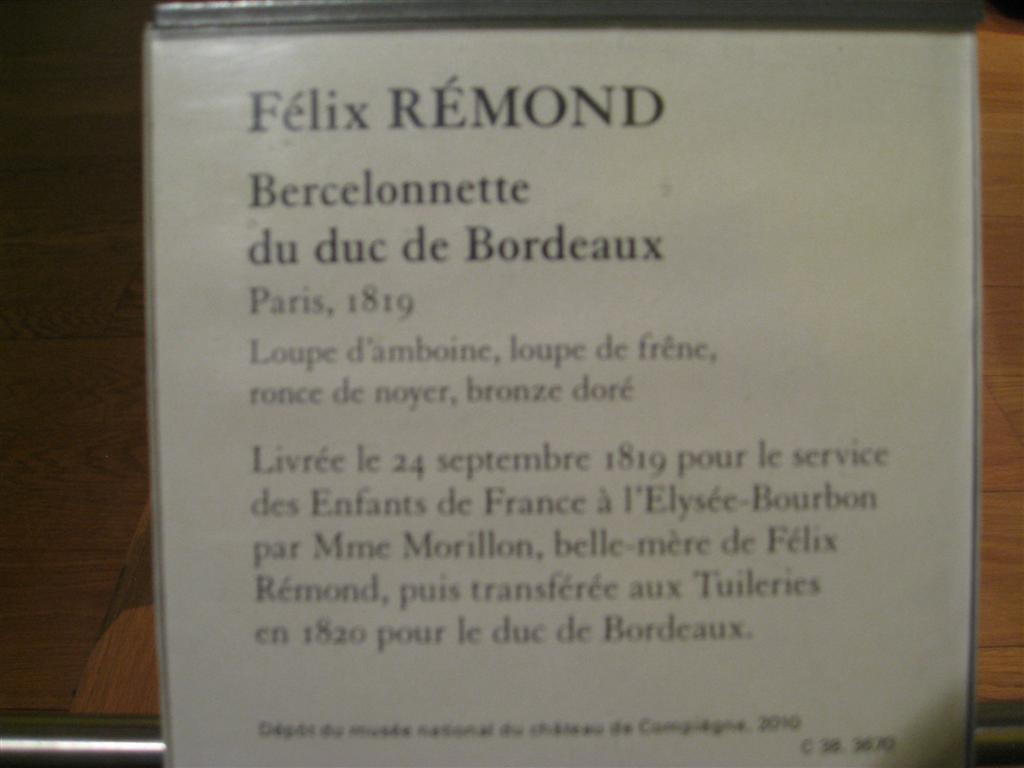 Félix RÉMOND
Bercelonnette
du duc de Bordeaux
Paris, 1819
Loupe d'amboine, loupe de frêne,
ronce de noyer, bronze doré
Livrée le 24 septembre 1819 pour le service
des Enfants de France à l'Elysée-Bourbon
par Mme Morillon, belle-mère de Félix
Rémond, puis transférée aux Tuileries
en 1820 pour le duc de Bordeaux.
Dépôt du musée national du château de Compiègne, 2010
C 38. 3670